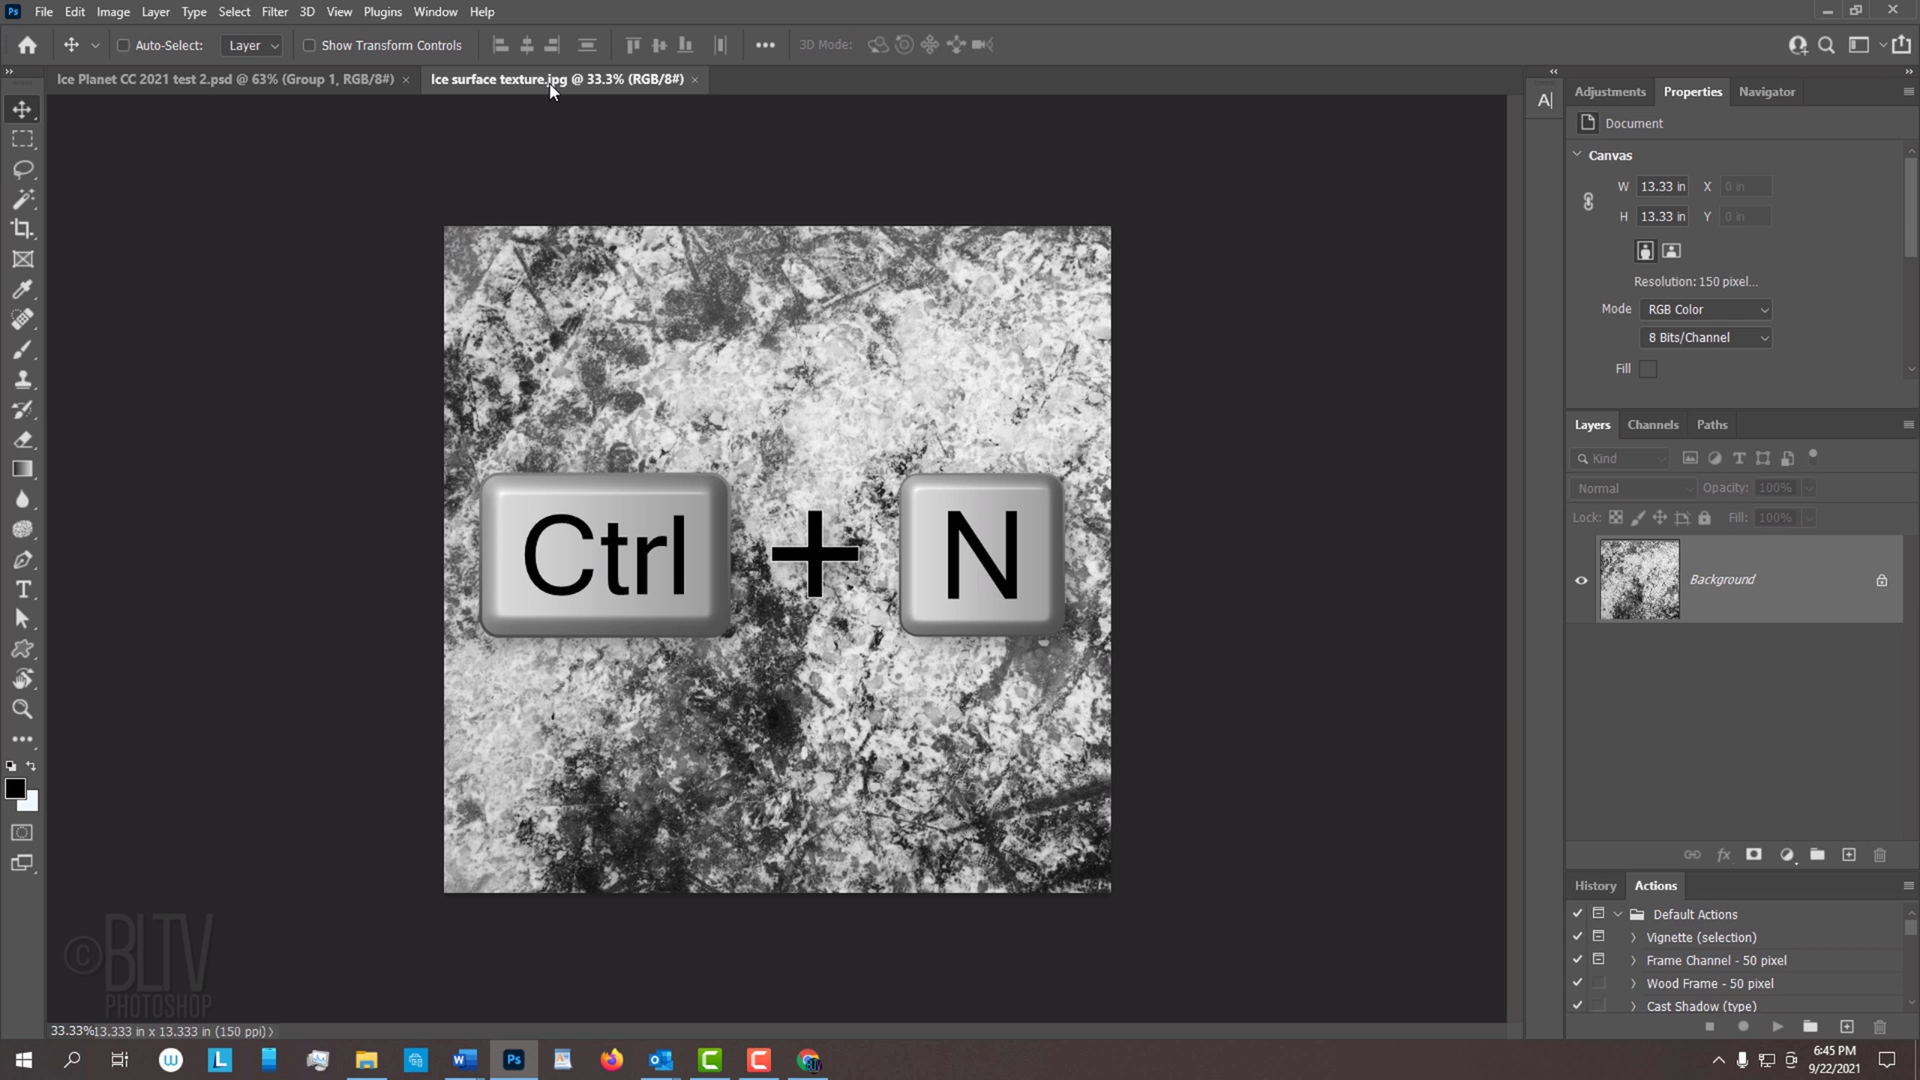 File Edit Image Layer Type Select Filter 3D View Plugins Window Help
Auto-Select: Layer Show Transform Controls 3D Mode:
Ice Planet CC 2021 test 2.psd @ 63% (Group 1, RGB/8#) × Ice surface texture.jpg @ 33.3% (RGB/8#) ×
Adjustments Properties Navigator
Document
Canvas
W 13.33 in X 0 in
H 13.33 in Y 0 in
Resolution: 150 pixel...
Mode RGB Color
8 Bits/Channel
Fill
Layers Channels Paths
Kind
Normal Opacity: 100%
Lock: Fill: 100%
Background
Ctrl + N
History Actions
Default Actions
Vignette (selection)
Frame Channel - 50 pixel
Wood Frame - 50 pixel
Cast Shadow (type)
©BLTV
PHOTOSHOP
33.33% 13.333 in x 13.333 in (150 ppi)
6:45 PM
9/22/2021